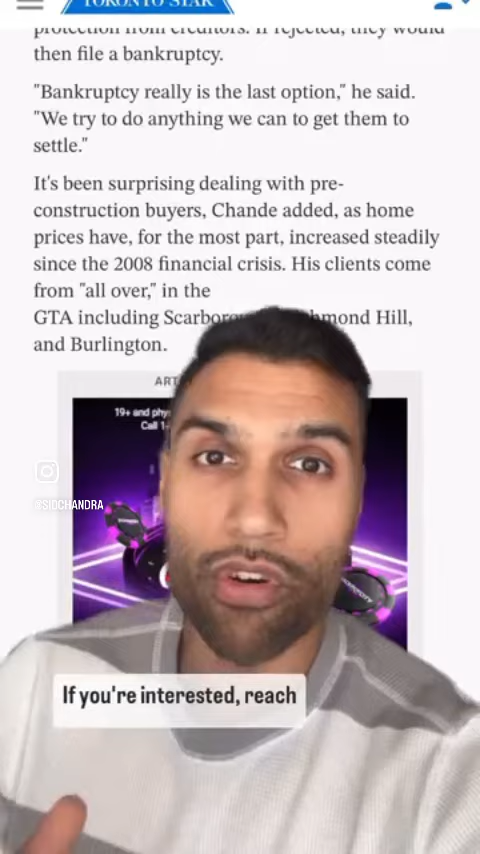 TORONTO STAR
protection from creditors. If rejected, they would
then file a bankruptcy.
"Bankruptcy really is the last option," he said.
"We try to do anything we can to get them to
settle."
It's been surprising dealing with pre-
construction buyers, Chande added, as home
prices have, for the most part, increased steadily
since the 2008 financial crisis. His clients come
from "all over," in the
GTA including Hill,
and Burlington.
19+ and
Call 1-
@SIDCHANDRA
If you're interested, reach